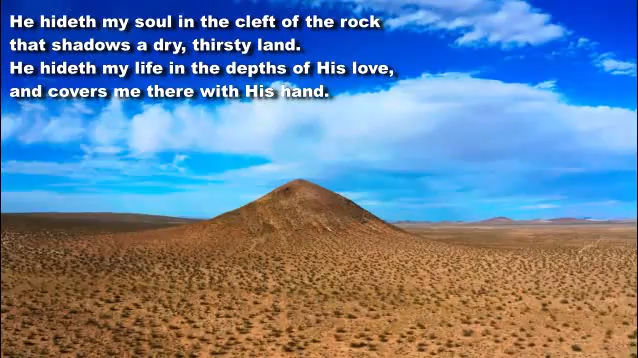 He hideth my soul in the cleft of the rock
that shadows a dry, thirsty land.
He hideth my life in the depths of His love,
and covers me there with His hand.